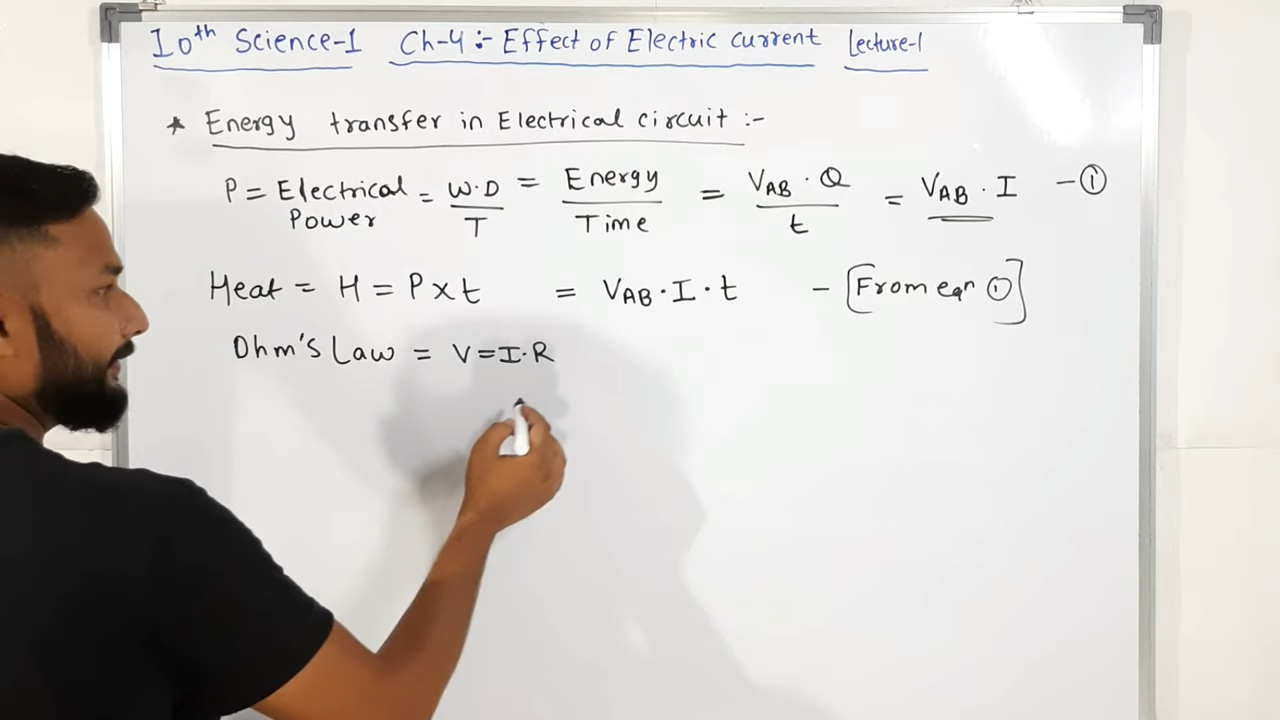 10th Science-1 Ch-4 :- Effect of Electric current Lecture-1
* Energy transfer in Electrical circuit :-
P = Electrical Power = W.D / T = Energy / Time = VAB · Q / t = VAB · I - ①
Heat = H = P x t = VAB · I · t - [From eqn ①]
Ohm's Law = V = I · R